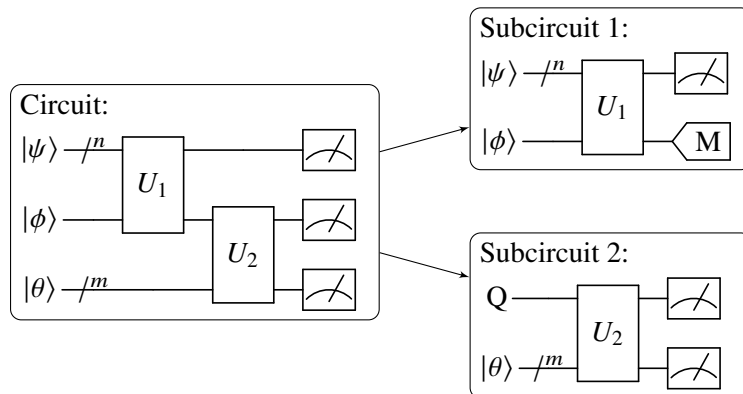 Circuit:
|ψ⟩ n
U₁
|ϕ⟩
U₂
|θ⟩ m
Subcircuit 1:
|ψ⟩ n
U₁
|ϕ⟩ M
Subcircuit 2:
Q
U₂
|θ⟩ m